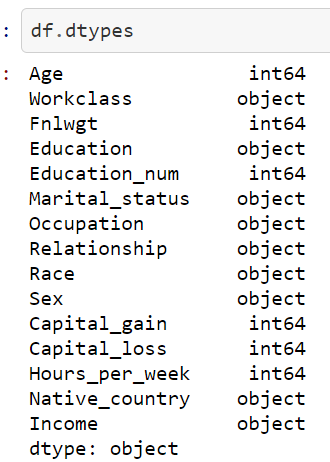 : df.dtypes
: Age int64
Workclass object
Fnlwgt int64
Education object
Education_num int64
Marital_status object
Occupation object
Relationship object
Race object
Sex object
Capital_gain int64
Capital_loss int64
Hours_per_week int64
Native_country object
Income object
dtype: object